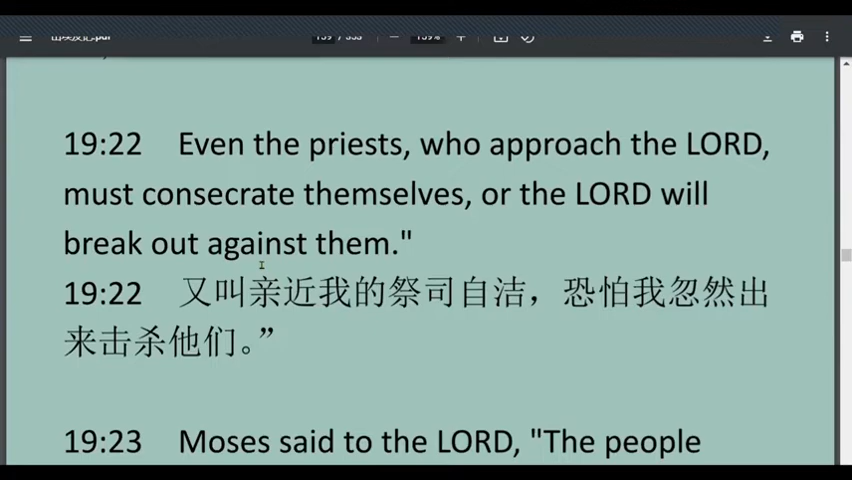 19:22 Even the priests, who approach the LORD,
must consecrate themselves, or the LORD will
break out against them."
19:22 又叫亲近我的祭司自洁，恐怕我忽然出
来击杀他们。”
19:23 Moses said to the LORD, "The people